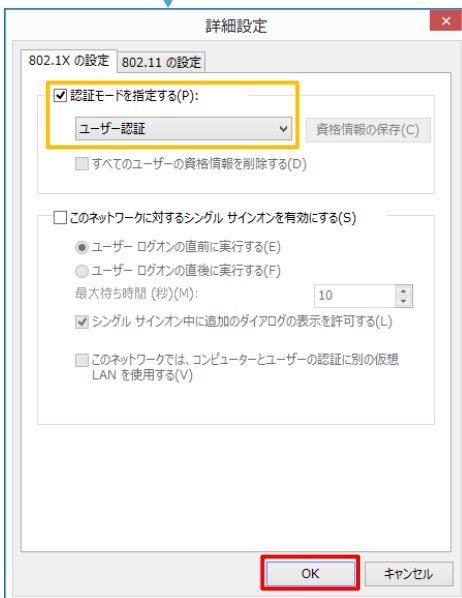 詳細設定
802.1X の設定 802.11 の設定
認証モードを指定する(P):
ユーザー認証 資格情報の保存(C)
すべてのユーザーの資格情報を削除する(D)
このネットワークに対するシングル サインオンを有効にする(S)
ユーザー ログオンの直前に実行する(E)
ユーザー ログオンの直後に実行する(F)
最大待ち時間 (秒)(M): 10
シングル サインオン中に追加のダイアログの表示を許可する(L)
このネットワークでは、コンピューターとユーザーの認証に別の仮想
LAN を使用する(V)
OK キャンセル